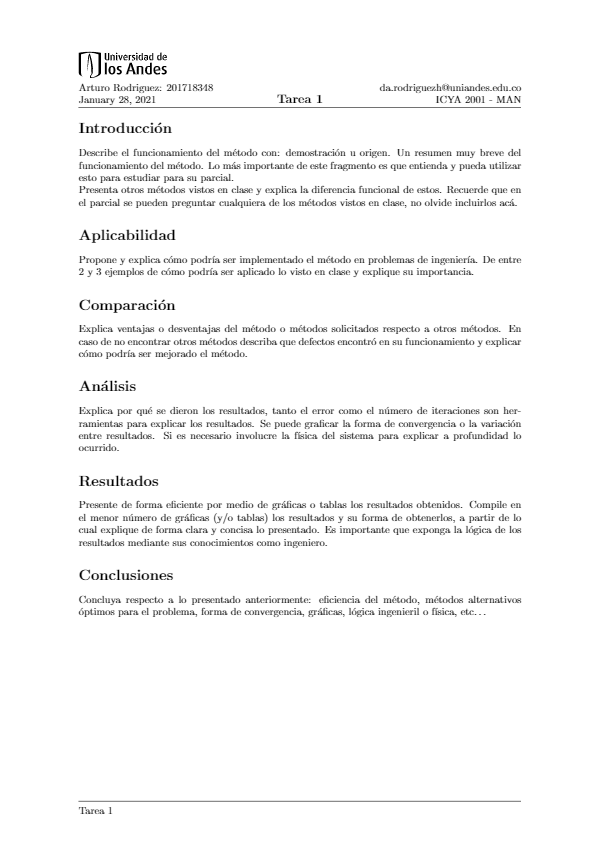 Universidad de
los Andes
Arturo Rodriguez: 201718348
da.rodriguezh@uniandes.edu.co
January 28, 2021
Tarea 1
ICYA 2001 - MAN
Introducción
Describe el funcionamiento del método con: demostración u origen. Un resumen muy breve del
funcionamiento del método. Lo más importante de este fragmento es que entienda y pueda utilizar
esto para estudiar para su parcial.
Presenta otros métodos vistos en clase y explica la diferencia funcional de estos. Recuerde que en
el parcial se pueden preguntar cualquiera de los métodos vistos en clase, no olvide incluirlos acá.
Aplicabilidad
Propone y explica cómo podría ser implementado el método en problemas de ingeniería. De entre
2 y 3 ejemplos de cómo podría ser aplicado lo visto en clase y explique su importancia.
Comparación
Explica ventajas o desventajas del método o métodos solicitados respecto a otros métodos. En
caso de no encontrar otros métodos describa que defectos encontró en su funcionamiento y explicar
cómo podría ser mejorado el método.
Análisis
Explica por qué se dieron los resultados, tanto el error como el número de iteraciones son her-
ramientas para explicar los resultados. Se puede graficar la forma de convergencia o la variación
entre resultados. Si es necesario involucre la física del sistema para explicar a profundidad lo
ocurrido.
Resultados
Presente de forma eficiente por medio de gráficas o tablas los resultados obtenidos. Compile en
el menor número de gráficas (y/o tablas) los resultados y su forma de obtenerlos, a partir de lo
cual explique de forma clara y concisa lo presentado. Es importante que exponga la lógica de los
resultados mediante sus conocimientos como ingeniero.
Conclusiones
Concluya respecto a lo presentado anteriormente: eficiencia del método, métodos alternativos
óptimos para el problema, forma de convergencia, gráficas, lógica ingenieril o física, etc...
Tarea 1